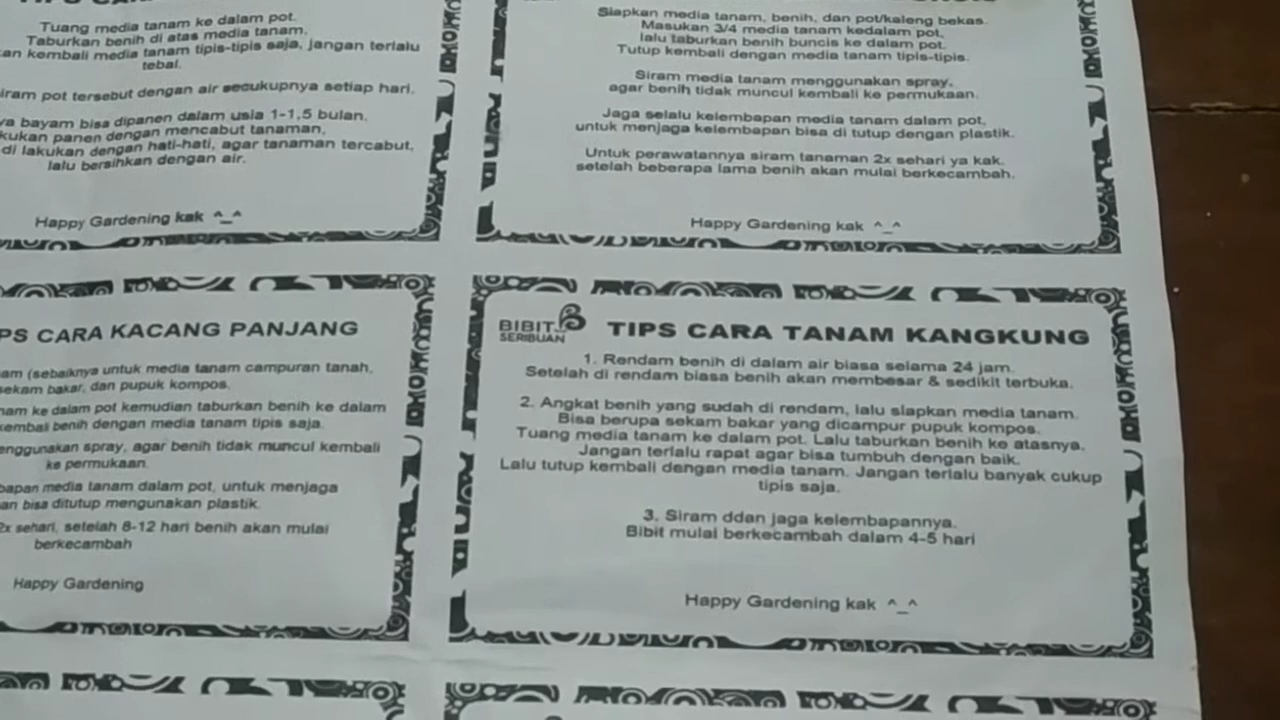 Tuang media tanam ke dalam pot.
Taburkan benih di atas media tanam,
kembali media tanam tipis-tipis saja, jangan terlalu
tebal.
pot tersebut dengan air secukupnya setiap hari.
bayam bisa dipanen dalam usia 1-1,5 bulan.
panen dengan mencabut tanaman,
di lakukan dengan hati-hati, agar tanaman tercabut,
lalu bersihkan dengan air.
Happy Gardening kak ^_^
Siapkan media tanam, benih, dan pot/kaleng bekas.
Masukan 3/4 media tanam kedalam pot,
lalu taburkan benih buncis ke dalam pot.
Tutup kembali dengan media tanam tipis-tipis.
Siram media tanam menggunakan spray,
agar benih tidak muncul kembali ke permukaan.
Jaga selalu kelembapan media tanam dalam pot,
untuk menjaga kelembapan bisa di tutup dengan plastik.
Untuk perawatannya siram tanaman 2x sehari ya kak.
setelah beberapa lama benih akan mulai berkecambah.
Happy Gardening kak ^_^
CARA KACANG PANJANG
(sebaiknya untuk media tanam campuran tanah,
sekam bakar, dan pupuk kompos.
ke dalam pot kemudian taburkan benih ke dalam
kembali benih dengan media tanam tipis saja.
spray, agar benih tidak muncul kembali
ke permukaan.
media tanam dalam pot, untuk menjaga
bisa ditutup mengunakan plastik.
2x sehari, setelah 8-12 hari benih akan mulai
berkecambah
Happy Gardening
BIBIT
SERIBUAN
TIPS CARA TANAM KANGKUNG
1. Rendam benih di dalam air biasa selama 24 jam.
Setelah di rendam biasa benih akan membesar & sedikit terbuka.
2. Angkat benih yang sudah di rendam, lalu siapkan media tanam.
Bisa berupa sekam bakar yang dicampur pupuk kompos.
Tuang media tanam ke dalam pot. Lalu taburkan benih ke atasnya.
Jangan terlalu rapat agar bisa tumbuh dengan baik.
Lalu tutup kembali dengan media tanam. Jangan terlalu banyak cukup
tipis saja.
3. Siram ddan jaga kelembapannya.
Bibit mulai berkecambah dalam 4-5 hari
Happy Gardening kak ^_^